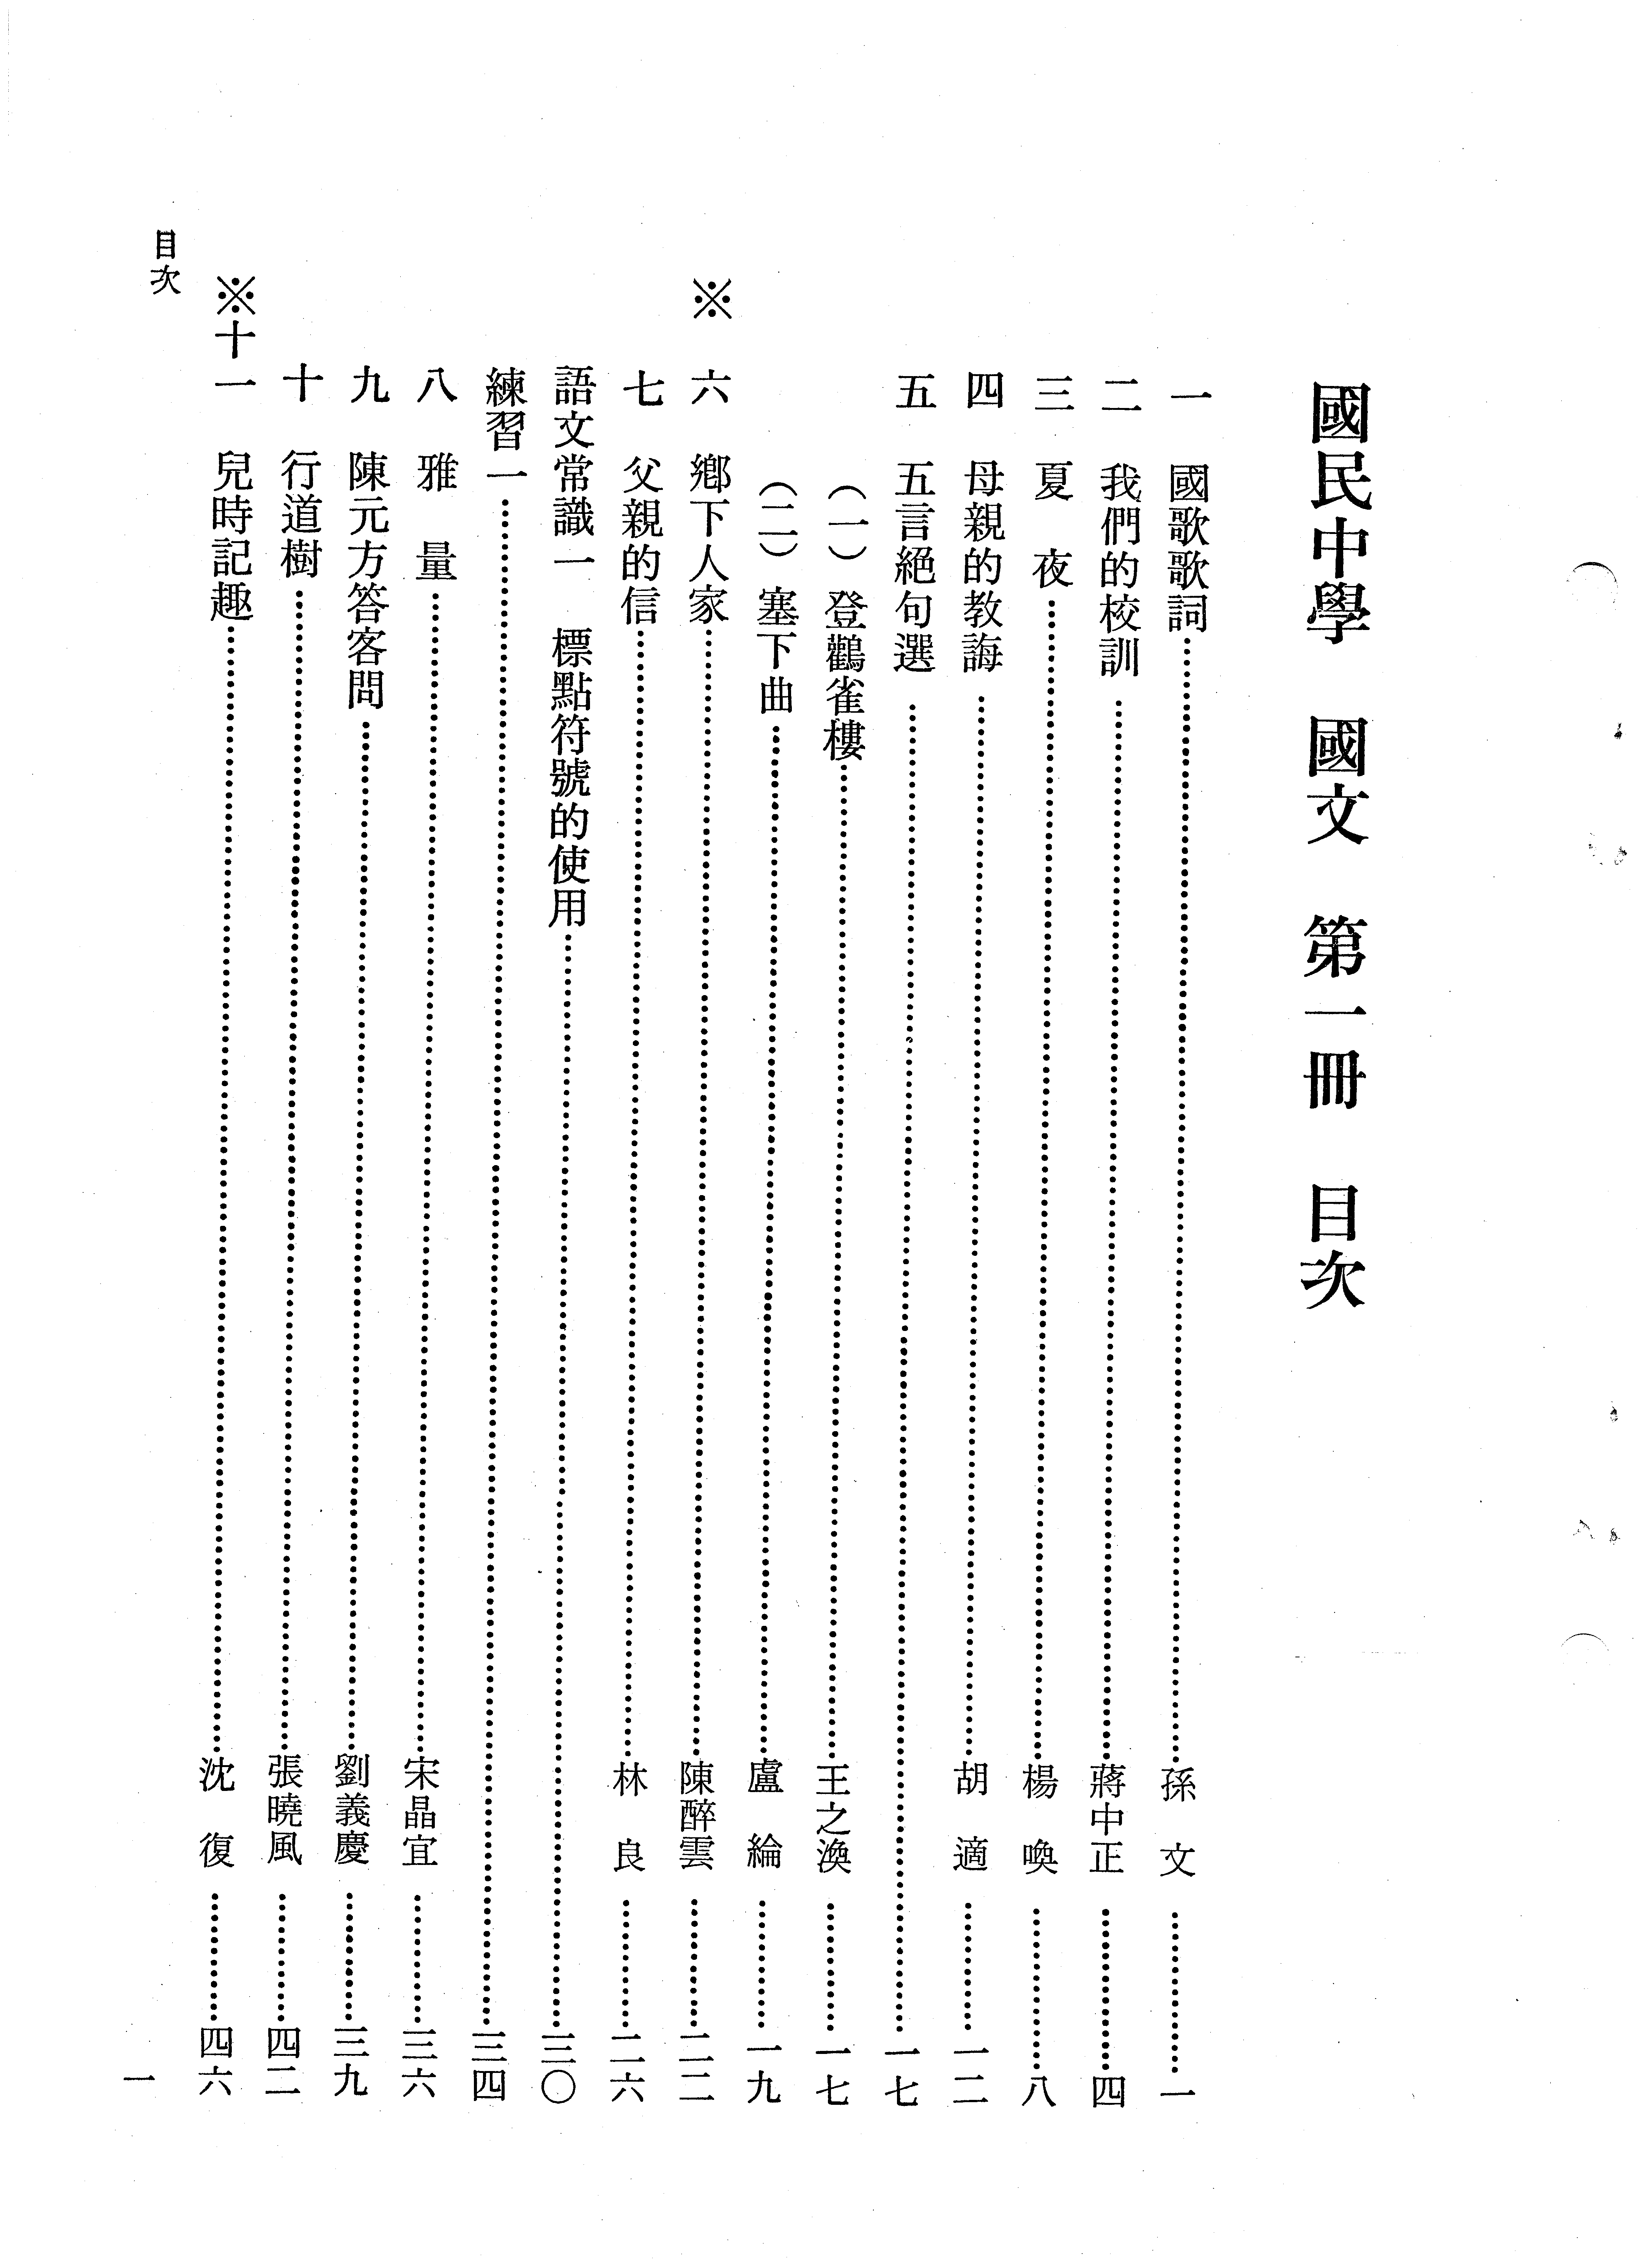 國民中學　國文　第一冊　目次
一　國歌歌詞……孫　文……一
二　我們的校訓……蔣中正……四
三　夏　夜……楊　喚……八
四　母親的教誨……胡　適……一二
五　五言絕句選……一七
（一）登鸛雀樓……王之渙……一七
（二）塞下曲……盧　綸……一九
※　六　鄉下人家……陳醉雲……二二
七　父親的信……林　良……二六
語文常識一　標點符號的使用……三〇
練習一……三四
八　雅　量……宋晶宜……三六
九　陳元方答客問……劉義慶……三九
十　行道樹……張曉風……四二
※十一　兒時記趣……沈　復……四六
目次
一